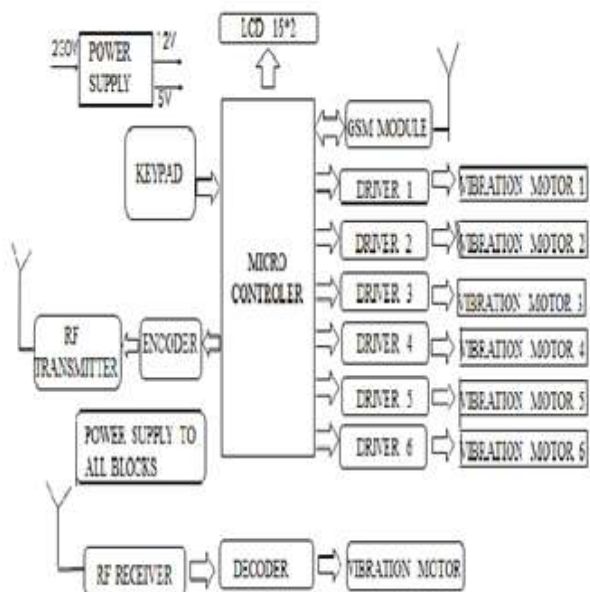 LCD 15*2
230V
POWER
SUPPLY
12V
5V
GSM MODULE
KEYPAD
DRIVER 1
VIBRATION MOTOR 1
DRIVER 2
VIBRATION MOTOR 2
MICRO
CONTROLER
DRIVER 3
VIBRATION MOTOR 3
RF
TRANSMITTER
ENCODER
DRIVER 4
VIBRATION MOTOR 4
DRIVER 5
VIBRATION MOTOR 5
POWER SUPPLY TO
ALL BLOCKS
DRIVER 6
VIBRATION MOTOR 6
RF RECEIVER
DECODER
VIBRATION MOTOR